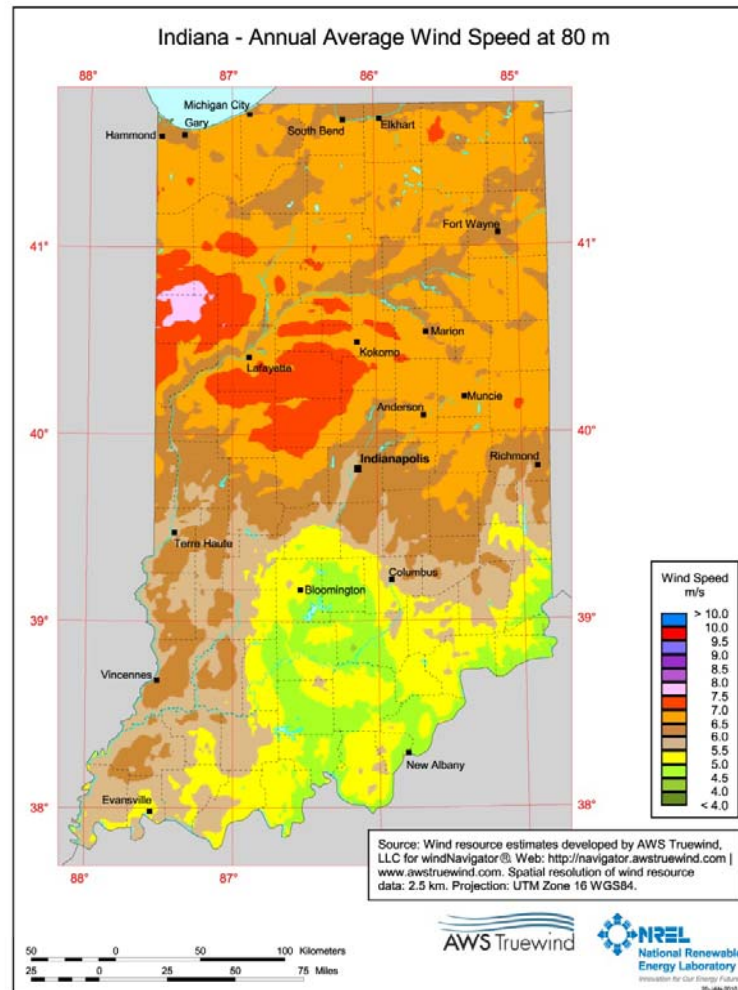 Indiana - Annual Average Wind Speed at 80 m
88° 87° 86° 85°
Michigan City
Gary
Hammond
South Bend
Elkhart
Fort Wayne
41° 41°
Marion
Kokomo
Lafayette
Muncie
Anderson
40° 40°
Indianapolis
Richmond
Terre Haute
Columbus
Bloomington
39° 39°
Vincennes
New Albany
Evansville
38° 38°
88° 87°
Wind Speed
m/s
> 10.0
10.0
9.5
9.0
8.5
8.0
7.5
7.0
6.5
6.0
5.5
5.0
4.5
4.0
< 4.0
Source: Wind resource estimates developed by AWS Truewind,
LLC for windNavigator®. Web: http://navigator.awstruewind.com |
www.awstruewind.com. Spatial resolution of wind resource
data: 2.5 km. Projection: UTM Zone 16 WGS84.
50 0 50 100 Kilometers
25 0 25 50 75 Miles
AWS Truewind
NREL
National Renewable
Energy Laboratory
Innovation for Our Energy Future